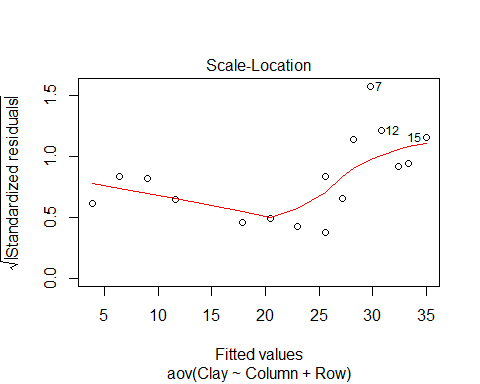 Scale-Location
√|Standardized residuals|
0.0 0.5 1.0 1.5
7
12
15
5 10 15 20 25 30 35
Fitted values
aov(Clay ~ Column + Row)